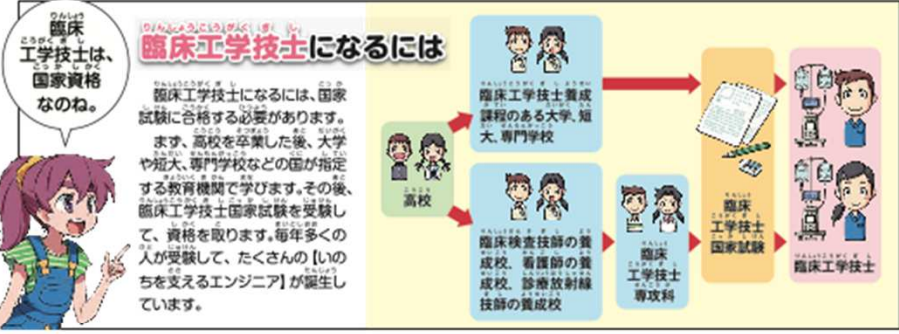 臨床
工学技士は、
国家資格
なのね。
臨床工学技士になるには
臨床工学技士になるには、国家
試験に合格する必要があります。
まず、高校を卒業した後、大学
や短大、専門学校などの国が指定
する教育機関で学びます。その後、
臨床工学技士国家試験を受験し
て、資格を取ります。毎年多くの
人が受験して、たくさんの【いの
ちを支えるエンジニア】が誕生し
ています。
高校
臨床工学技士養成
課程のある大学、短
大、専門学校
臨床検査技師の養
成校、看護師の養
成校、診療放射線
技師の養成校
臨床
工学技士
専攻科
臨床
工学技士
国家試験
臨床工学技士